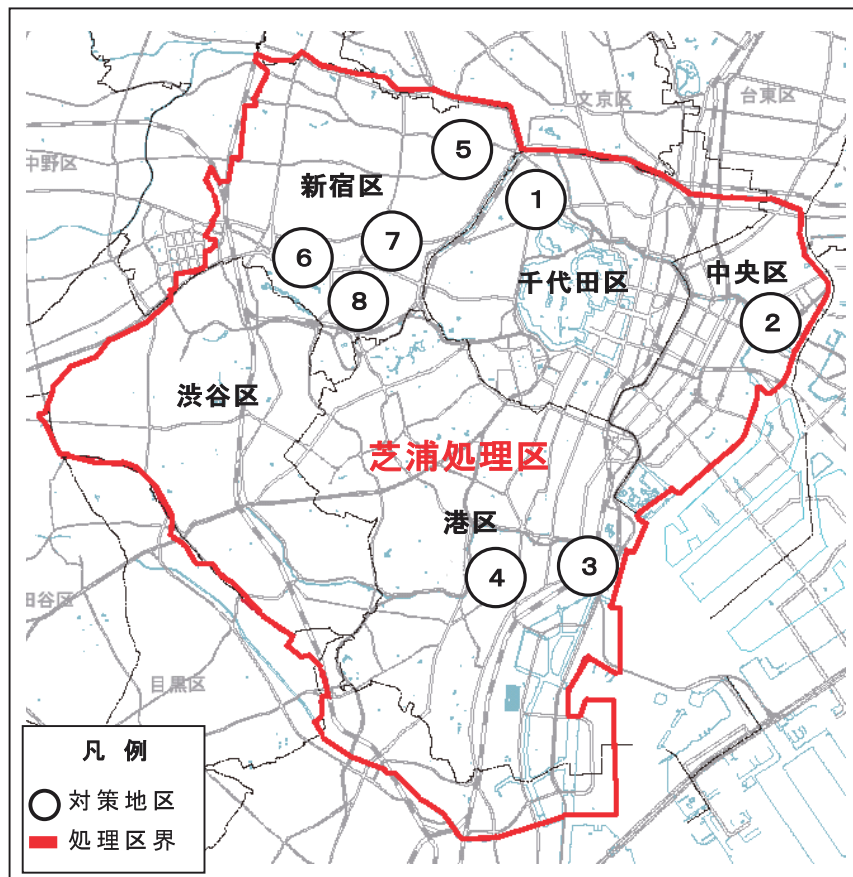 文京区
台東区
5
中野区
新宿区
1
7
6
千代田区
中央区
8
2
渋谷区
芝浦処理区
港区
3
4
田谷区
目黒区
凡 例
対策地区
処理区界